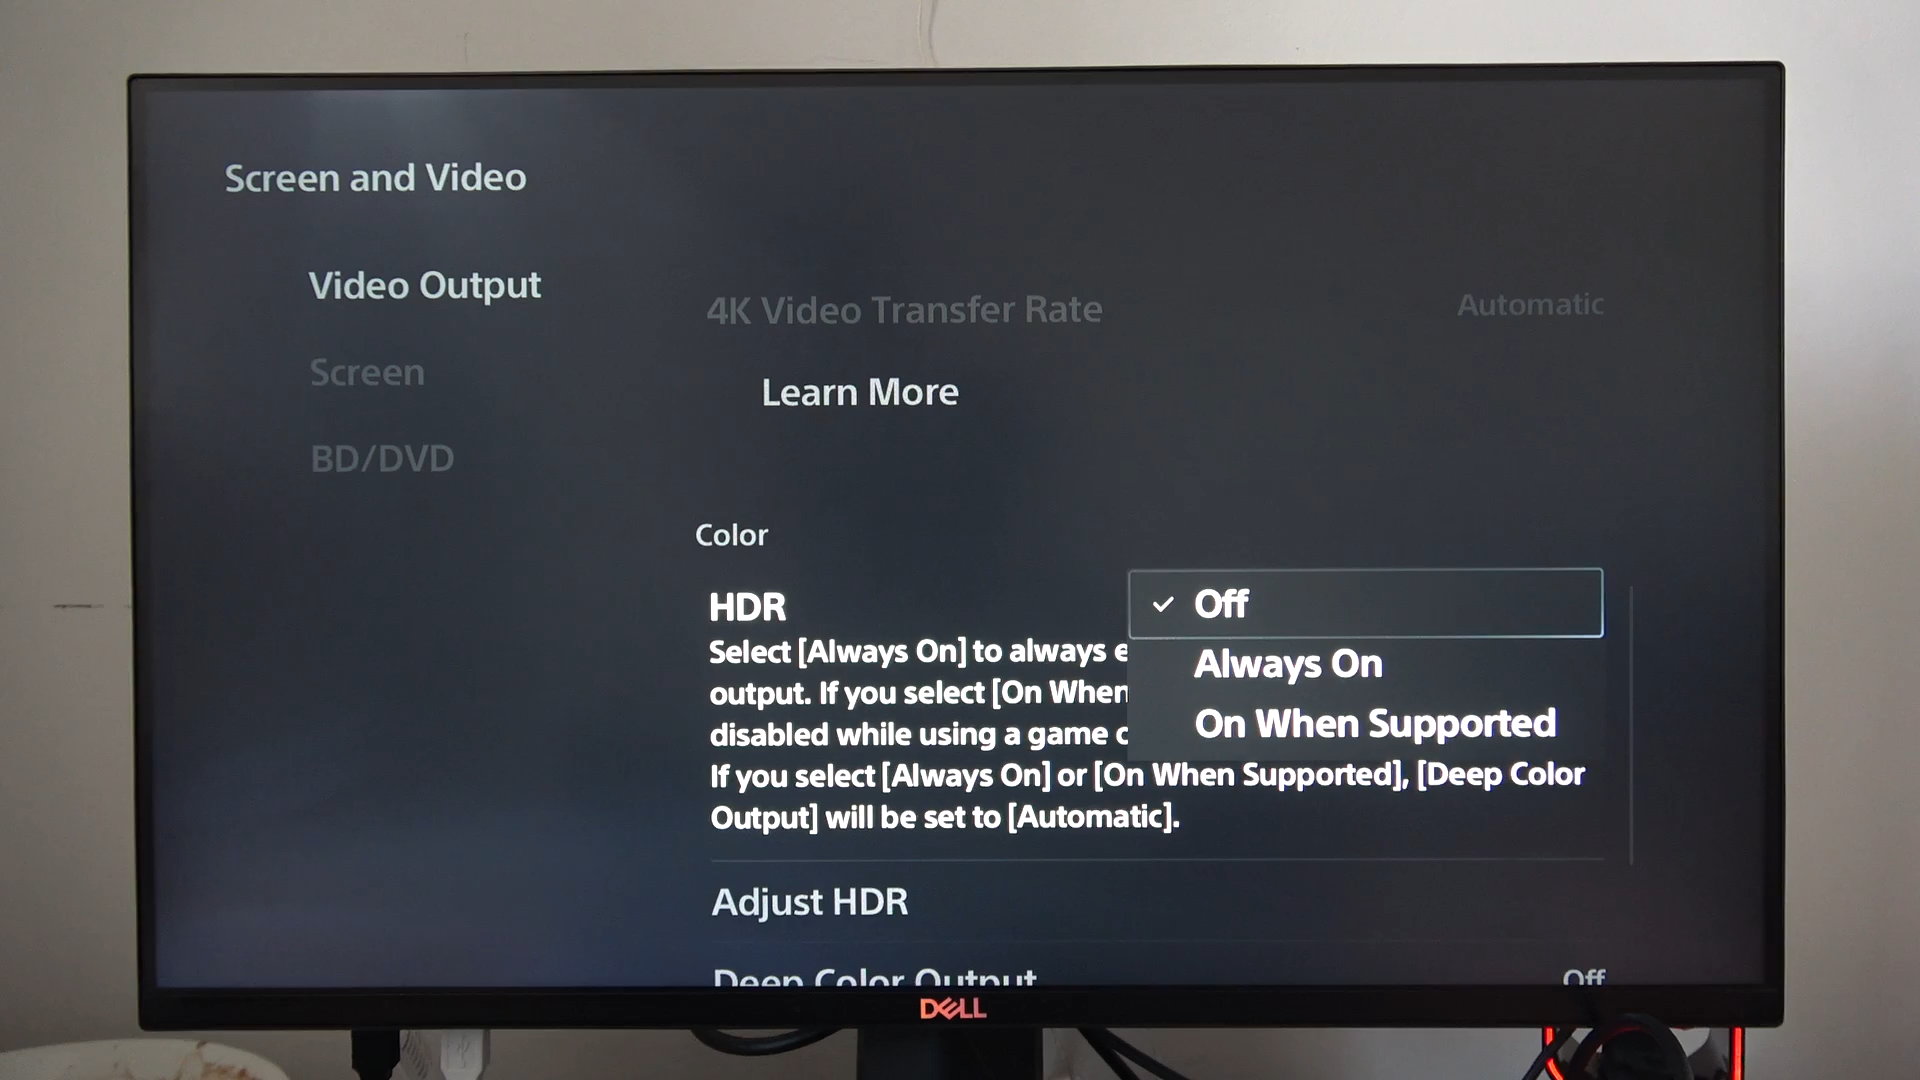 Screen and Video
Video Output
Screen
BD/DVD
4K Video Transfer Rate
Automatic
Learn More
Color
HDR
Off
Always On
On When Supported
Select [Always On] to always e
output. If you select [On When
disabled while using a game c
If you select [Always On] or [On When Supported], [Deep Color
Output] will be set to [Automatic].
Adjust HDR
Deep Color Output
Off
DELL